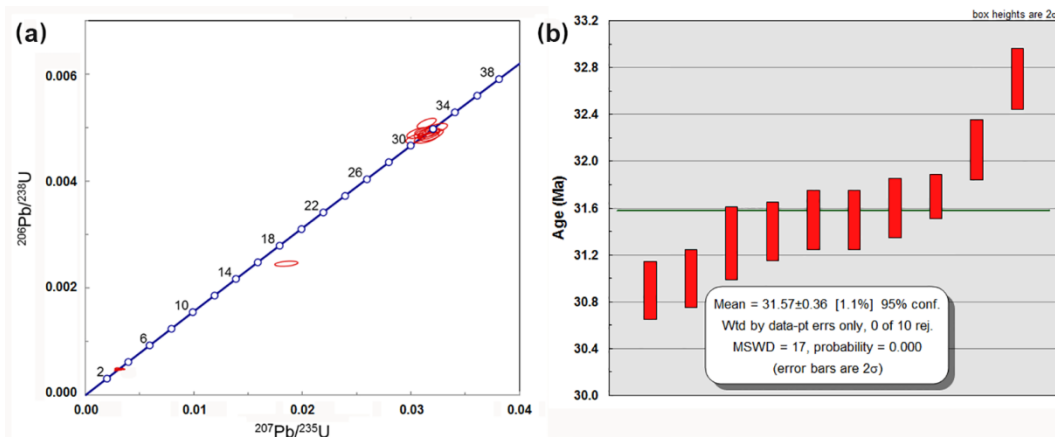 (a)
0.006
0.004
0.002
0.000
²⁰⁶Pb/²³⁸U
2
6
10
14
18
22
26
30
34
38
0.00
0.01
0.02
0.03
0.04
²⁰⁷Pb/²³⁵U
(b)
box heights are 2σ
33.2
32.8
32.4
32.0
31.6
31.2
30.8
30.4
30.0
Age (Ma)
Mean = 31.57±0.36 [1.1%] 95% conf.
Wtd by data-pt errs only, 0 of 10 rej.
MSWD = 17, probability = 0.000
(error bars are 2σ)